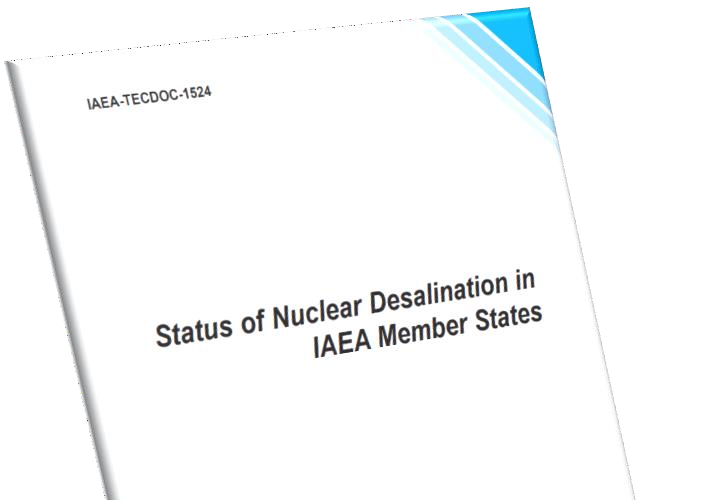 IAEA-TECDOC-1524
Status of Nuclear Desalination in
IAEA Member States